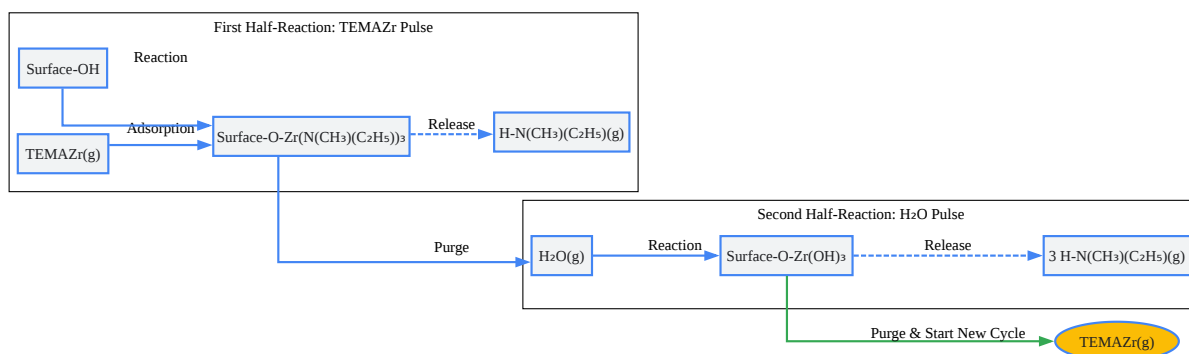 First Half-Reaction: TEMAZr Pulse
Surface-OH
Reaction
Adsorption
TEMAZr(g)
Surface-O-Zr(N(CH₃)(C₂H₅))₃
Release
H-N(CH₃)(C₂H₅)(g)
Purge
Second Half-Reaction: H₂O Pulse
H₂O(g)
Reaction
Surface-O-Zr(OH)₃
Release
3 H-N(CH₃)(C₂H₅)(g)
Purge & Start New Cycle
TEMAZr(g)